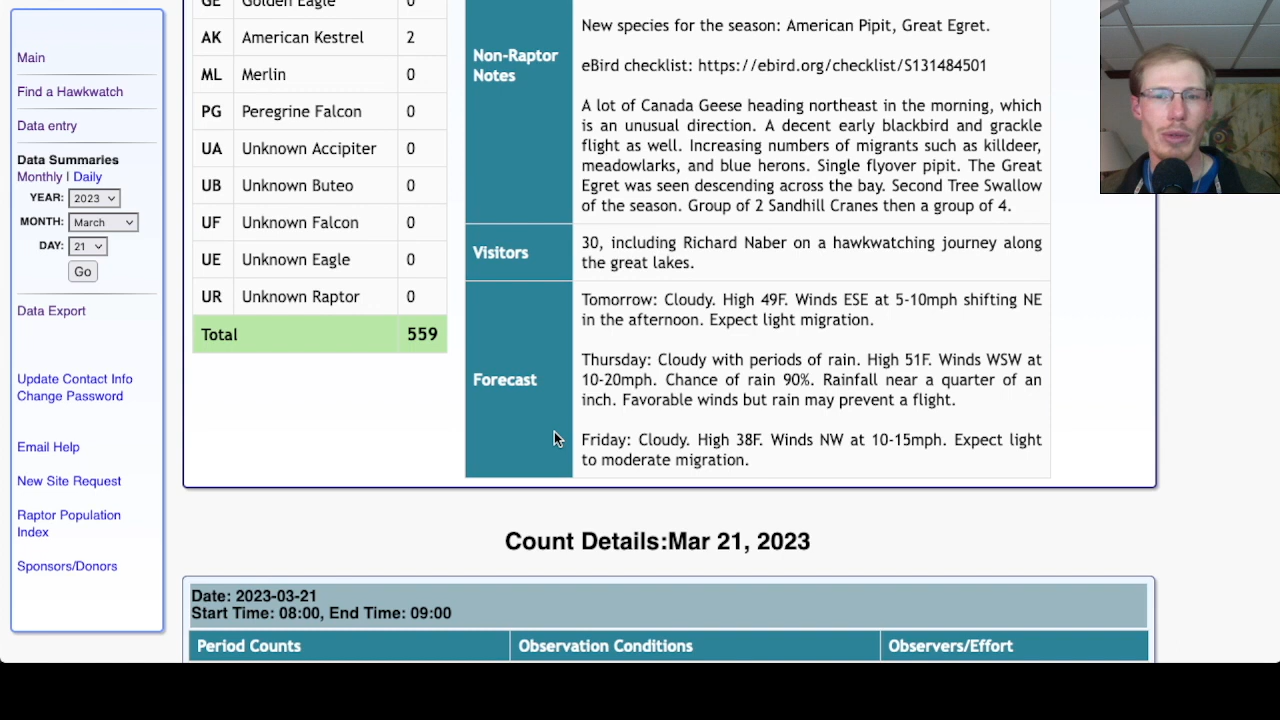 Main
Find a Hawkwatch
Data entry
Data Summaries
Monthly | Daily
YEAR: 2023
MONTH: March
DAY: 21
Go
Data Export
Update Contact Info
Change Password
Email Help
New Site Request
Raptor Population
Index
Sponsors/Donors
GE Golden Eagle 0
AK American Kestrel 2
ML Merlin 0
PG Peregrine Falcon 0
UA Unknown Accipiter 0
UB Unknown Buteo 0
UF Unknown Falcon 0
UE Unknown Eagle 0
UR Unknown Raptor 0
Total 559
Non-Raptor
Notes
New species for the season: American Pipit, Great Egret.
eBird checklist: https://ebird.org/checklist/S131484501
A lot of Canada Geese heading northeast in the morning, which
is an unusual direction. A decent early blackbird and grackle
flight as well. Increasing numbers of migrants such as killdeer,
meadowlarks, and blue herons. Single flyover pipit. The Great
Egret was seen descending across the bay. Second Tree Swallow
of the season. Group of 2 Sandhill Cranes then a group of 4.
Visitors
30, including Richard Naber on a hawkwatching journey along
the great lakes.
Forecast
Tomorrow: Cloudy. High 49F. Winds ESE at 5-10mph shifting NE
in the afternoon. Expect light migration.
Thursday: Cloudy with periods of rain. High 51F. Winds WSW at
10-20mph. Chance of rain 90%. Rainfall near a quarter of an
inch. Favorable winds but rain may prevent a flight.
Friday: Cloudy. High 38F. Winds NW at 10-15mph. Expect light
to moderate migration.
Count Details:Mar 21, 2023
Date: 2023-03-21
Start Time: 08:00, End Time: 09:00
Period Counts
Observation Conditions
Observers/Effort